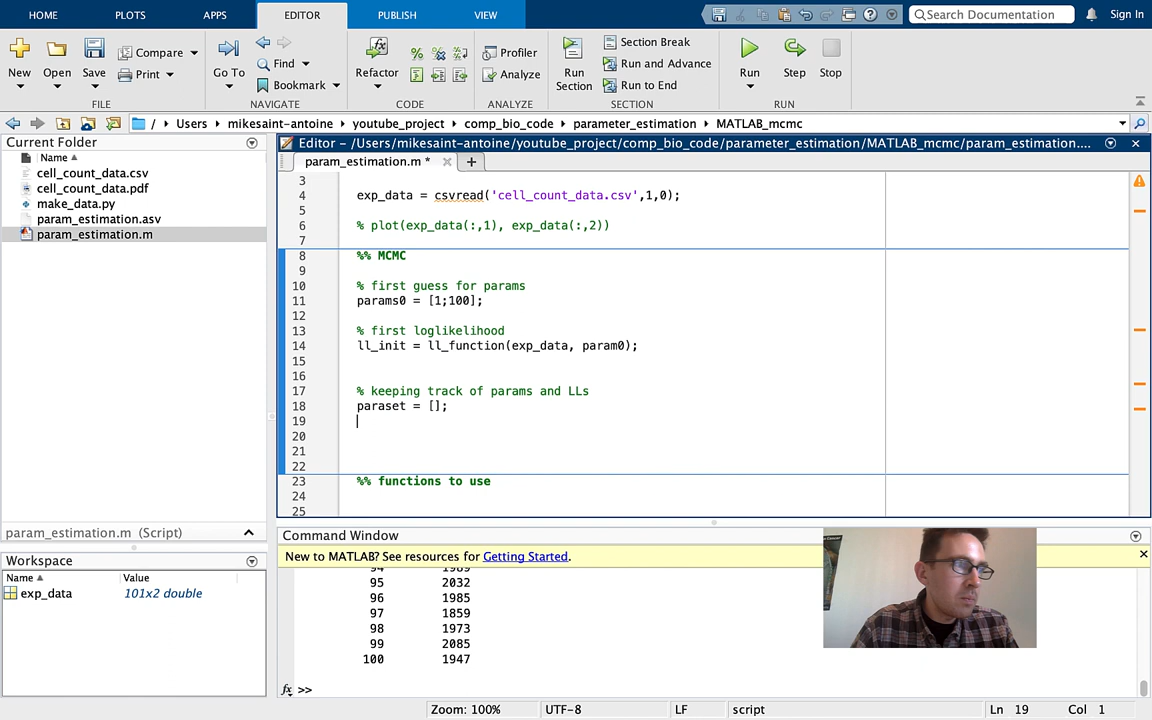 HOME PLOTS APPS EDITOR PUBLISH VIEW Search Documentation Sign In
New Open Save Compare Print Go To Find Bookmark Refactor Profiler Analyze Run Section Section Break Run and Advance Run to End Run Step Stop
FILE NAVIGATE CODE ANALYZE SECTION RUN
/ Users mikesaint-antoine youtube_project comp_bio_code parameter_estimation MATLAB_mcmc
Current Folder
Name
cell_count_data.csv
cell_count_data.pdf
make_data.py
param_estimation.asv
param_estimation.m
param_estimation.m (Script)
Workspace
Name Value
exp_data 101x2 double
Editor - /Users/mikesaint-antoine/youtube_project/comp_bio_code/parameter_estimation/MATLAB_mcmc/param_estimation....
param_estimation.m *
3
4 exp_data = csvread('cell_count_data.csv',1,0);
5
6 % plot(exp_data(:,1), exp_data(:,2))
7
8 %% MCMC
9
10 % first guess for params
11 params0 = [1;100];
12
13 % first loglikelihood
14 ll_init = ll_function(exp_data, param0);
15
16
17 % keeping track of params and LLs
18 paraset = [];
19
20
21
22
23 %% functions to use
24
25
Command Window
New to MATLAB? See resources for Getting Started.
94 1989
95 2032
96 1985
97 1859
98 1973
99 2085
100 1947
fx >>
Zoom: 100% UTF-8 LF script Ln 19 Col 1